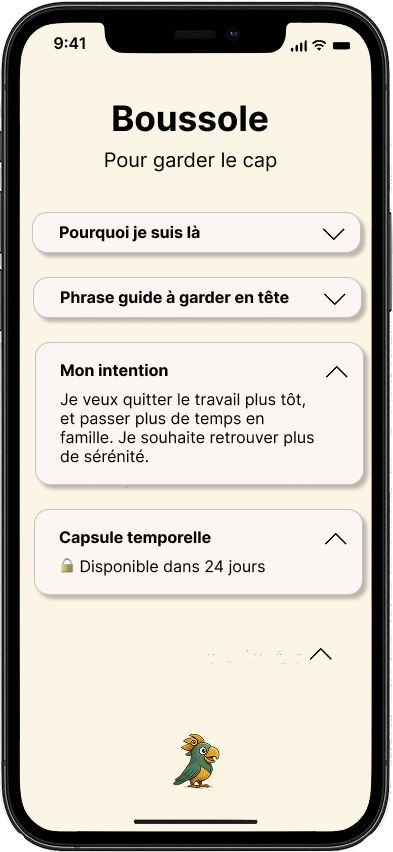 9:41
Boussole
Pour garder le cap
Pourquoi je suis là
Phrase guide à garder en tête
Mon intention
Je veux quitter le travail plus tôt,
et passer plus de temps en
famille. Je souhaite retrouver plus
de sérénité.
Capsule temporelle
🔒 Disponible dans 24 jours